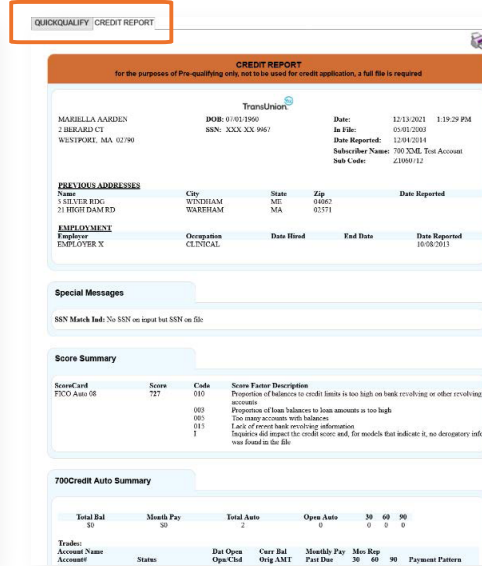 QUICKQUALIFY CREDIT REPORT
CREDIT REPORT
for the purposes of Pre-qualifying only, not to be used for credit application, a full file is required
TransUnion
MARIELLA AARDEN DOB: 07/01/1960 Date: 12/13/2021 1:19:29 PM
2 BERARD CT SSN: XXX-XX-9967 In File: 05/01/2003
WESTPORT, MA 02790 Date Reported: 12/04/2014
Subscriber Name: 700 XML Test Account
Sub Code: Z1060712
PREVIOUS ADDRESSES
Name City State Zip Date Reported
5 SILVER RDG WINDHAM ME 04062
21 HIGH DAM RD WAREHAM MA 02571
EMPLOYMENT
Employer Occupation Date Hired End Date Date Reported
EMPLOYER X CLINICAL 10/08/2013
Special Messages
SSN Match Ind: No SSN on input but SSN on file
Score Summary
ScoreCard Score Code Score Factor Description
FICO Auto 08 727 010 Proportion of balances to credit limits is too high on bank revolving or other revolving
accounts
003 Proportion of loan balances to loan amounts is too high
005 Too many accounts with balances
015 Lack of recent bank revolving information
I Inquiries did impact the credit score and, for models that indicate it, no derogatory info
was found in the file
700Credit Auto Summary
Total Bal Month Pay Total Auto Open Auto 30 60 90
$0 $0 2 0 0 0 0
Trades:
Account Name Dat Open Curr Bal Monthly Pay Mos Rep
Account# Status Opn/Clsd Orig AMT Past Due 30 60 90 Payment Pattern